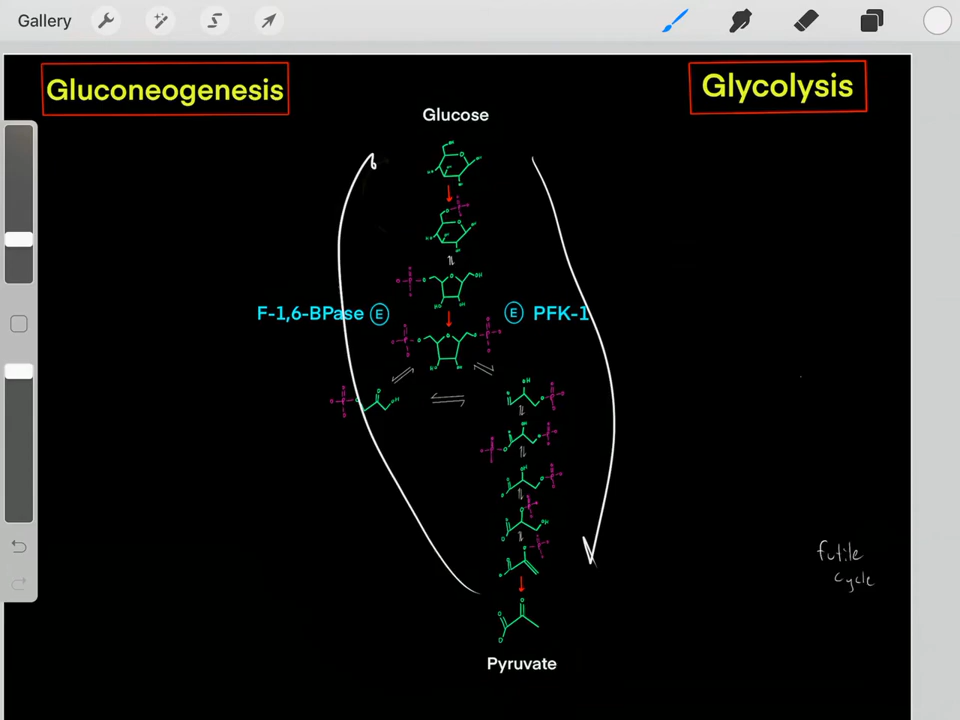 Gallery
Gluconeogenesis
Glycolysis
Glucose
F-1,6-BPase E
E PFK-1
futile
cycle
Pyruvate